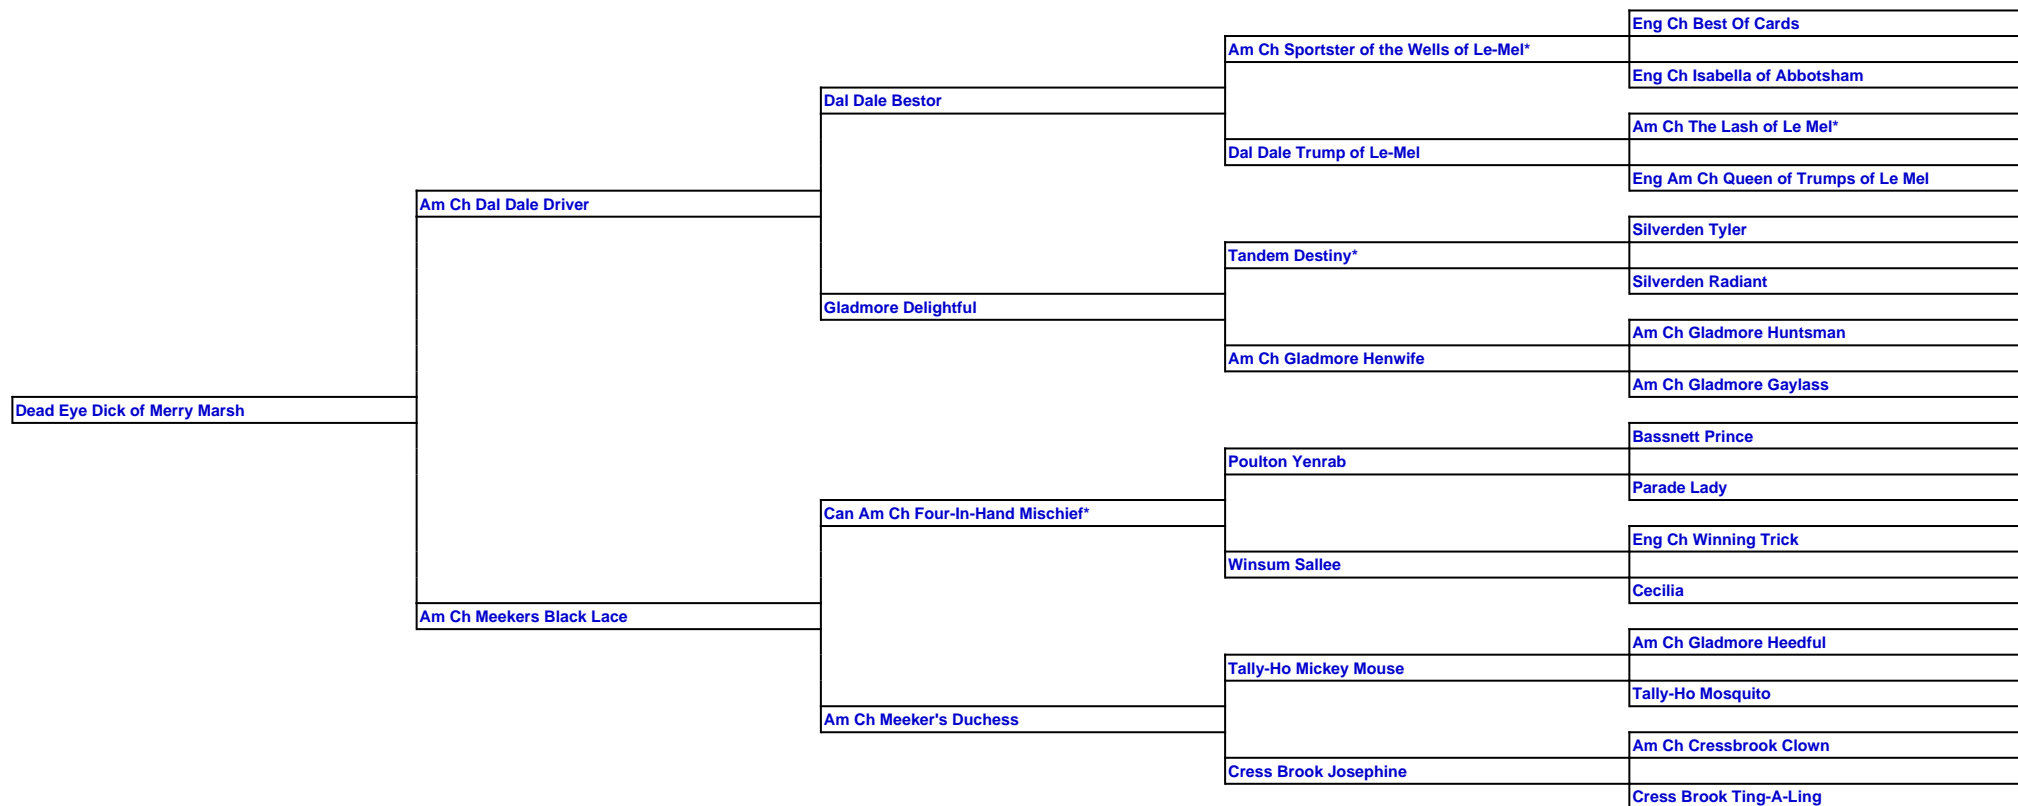 Eng Ch Best Of Cards
Am Ch Sportster of the Wells of Le-Mel*
Eng Ch Isabella of Abbotsham
Dal Dale Bestor
Am Ch The Lash of Le Mel*
Dal Dale Trump of Le-Mel
Eng Am Ch Queen of Trumps of Le Mel
Am Ch Dal Dale Driver
Silverden Tyler
Tandem Destiny*
Silverden Radiant
Gladmore Delightful
Am Ch Gladmore Huntsman
Am Ch Gladmore Henwife
Am Ch Gladmore Gaylass
Dead Eye Dick of Merry Marsh
Bassnett Prince
Poulton Yenrab
Parade Lady
Can Am Ch Four-In-Hand Mischief*
Eng Ch Winning Trick
Winsum Sallee
Cecilia
Am Ch Meekers Black Lace
Am Ch Gladmore Heedful
Tally-Ho Mickey Mouse
Tally-Ho Mosquito
Am Ch Meeker's Duchess
Am Ch Cressbrook Clown
Cress Brook Josephine
Cress Brook Ting-A-Ling